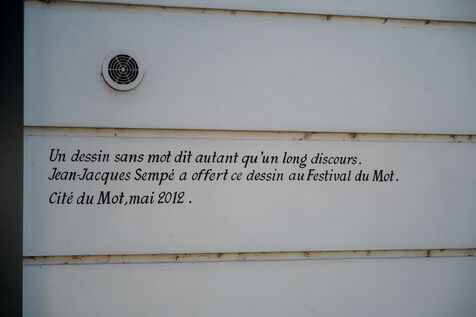 Un dessin sans mot dit autant qu'un long discours.
Jean-Jacques Sempé a offert ce dessin au Festival du Mot.
Cité du Mot, mai 2012.